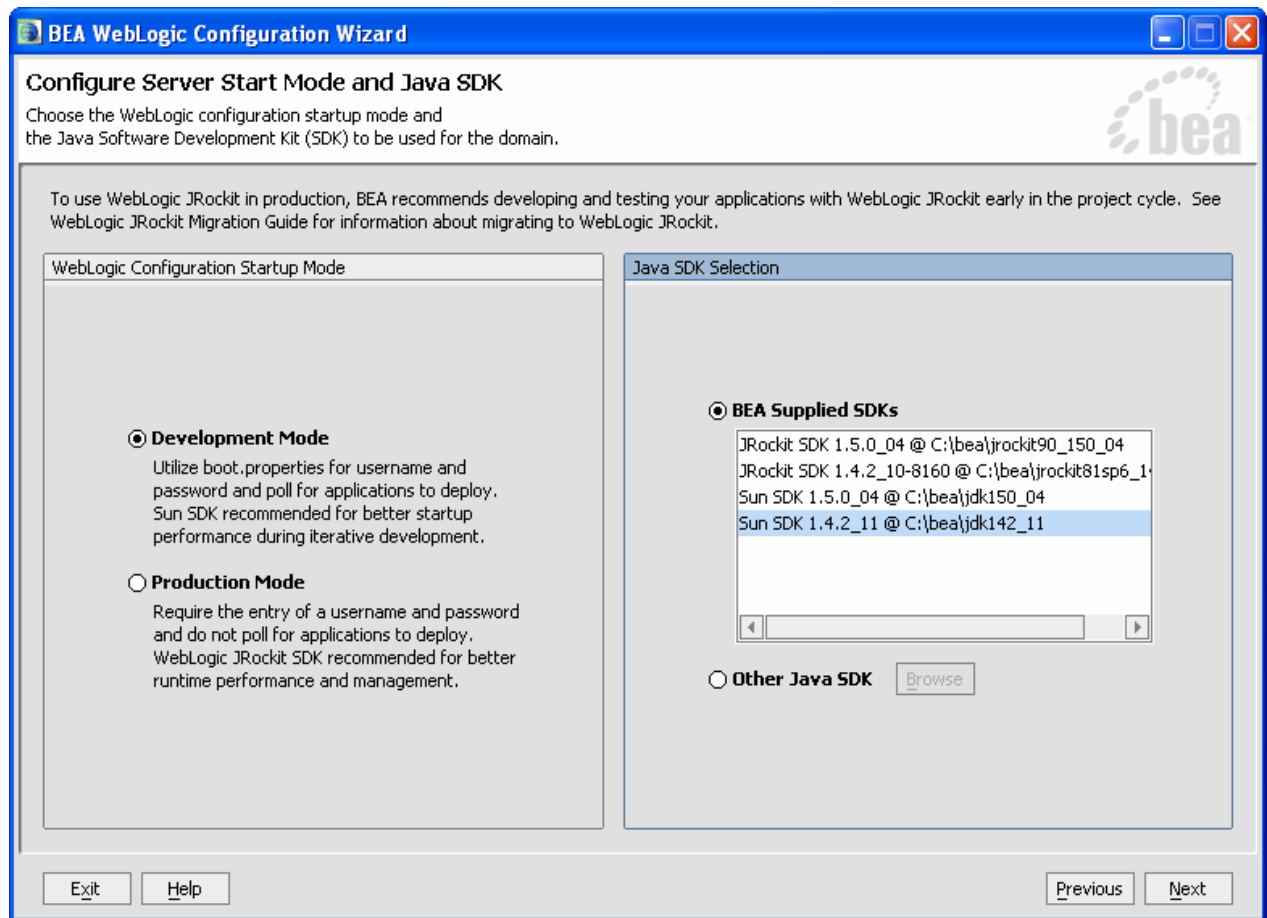 BEA WebLogic Configuration Wizard
Configure Server Start Mode and Java SDK
Choose the WebLogic configuration startup mode and
the Java Software Development Kit (SDK) to be used for the domain.
bea
To use WebLogic JRockit in production, BEA recommends developing and testing your applications with WebLogic JRockit early in the project cycle. See
WebLogic JRockit Migration Guide for information about migrating to WebLogic JRockit.
WebLogic Configuration Startup Mode
Development Mode
Utilize boot.properties for username and
password and poll for applications to deploy.
Sun SDK recommended for better startup
performance during iterative development.
Production Mode
Require the entry of a username and password
and do not poll for applications to deploy.
WebLogic JRockit SDK recommended for better
runtime performance and management.
Java SDK Selection
BEA Supplied SDKs
JRockit SDK 1.5.0_04 @ C:\bea\jrockit90_150_04
JRockit SDK 1.4.2_10-8160 @ C:\bea\jrockit81sp6_1
Sun SDK 1.5.0_04 @ C:\bea\jdk150_04
Sun SDK 1.4.2_11 @ C:\bea\jdk142_11
Other Java SDK Browse
Exit Help Previous Next